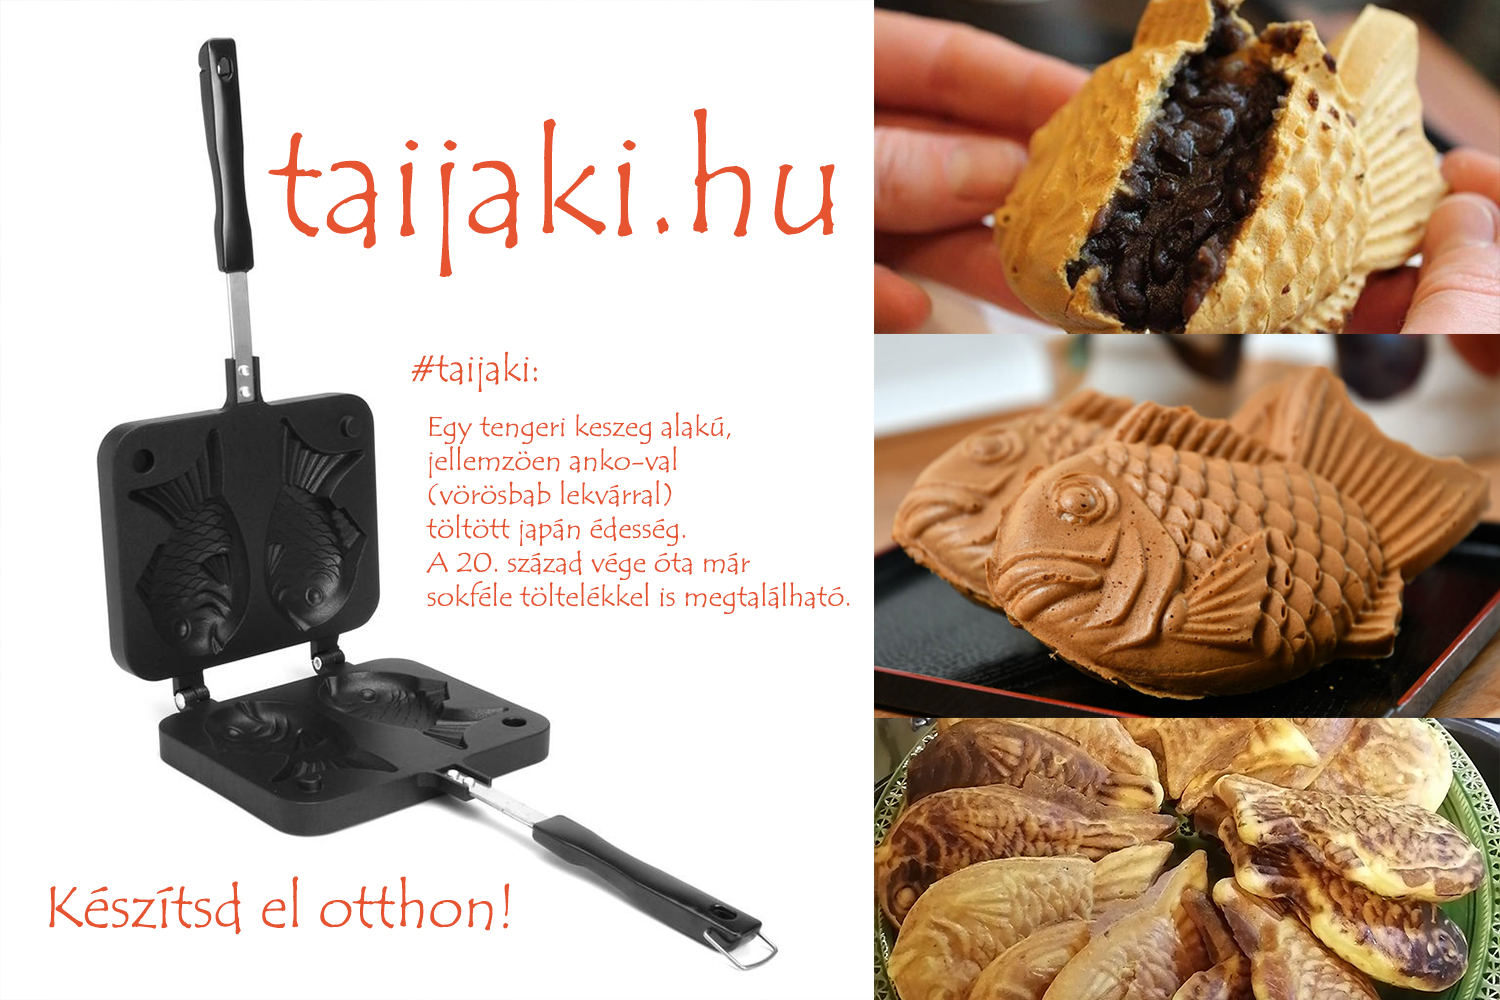 taijaki.hu
#taijaki:
Egy tengeri keszeg alakú,
jellemzöen anko-val
(vörösbab lekvárral)
töltött japán édesség.
A 20. század vége óta már
sokféle töltelékkel is megtalálható.
Készítsd el otthon!